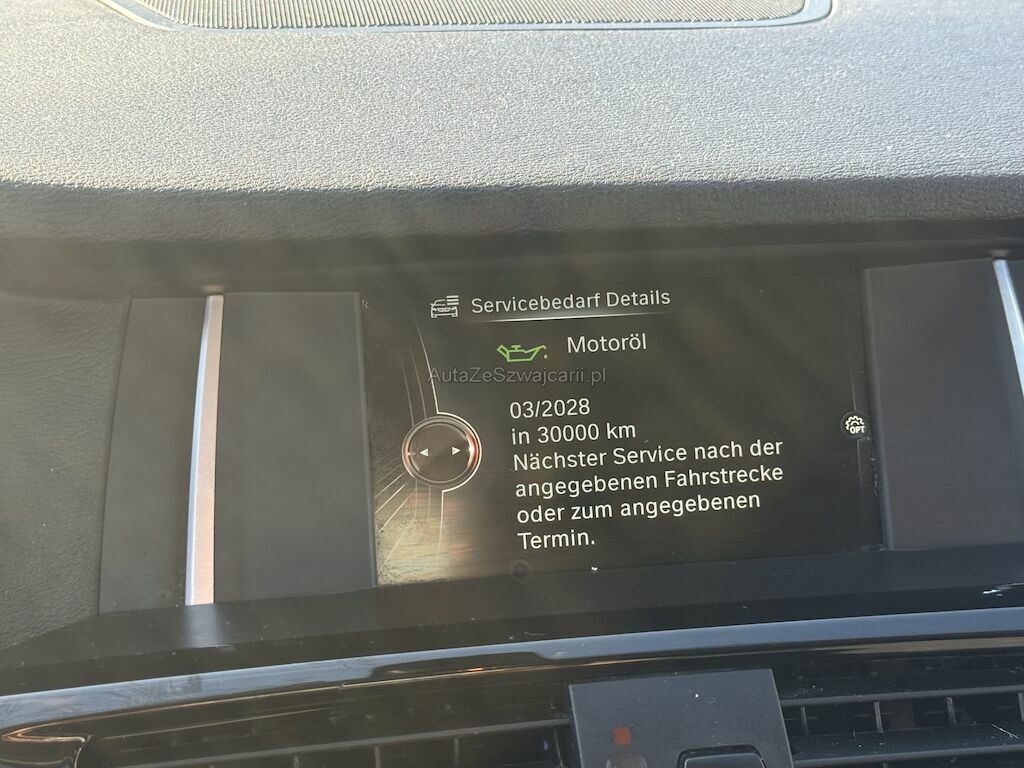 Servicebedarf Details
Motoröl
AutaZeSzwajcarii.pl
03/2028
in 30000 km
OPT
Nächster Service nach der
angegebenen Fahrstrecke
oder zum angegebenen
Termin.